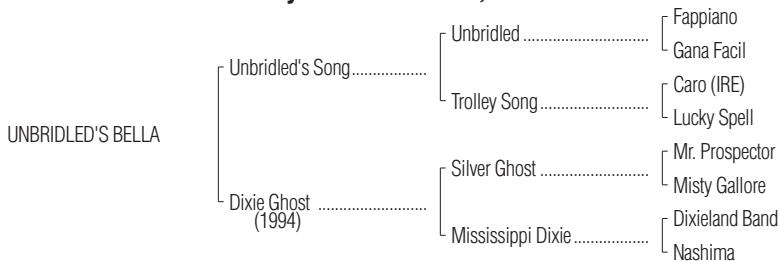 Fappiano
Unbridled ..............................
Gana Facil
Unbridled's Song..................
Caro (IRE)
Trolley Song..........................
Lucky Spell
UNBRIDLED'S BELLA
Mr. Prospector
Silver Ghost ..........................
Misty Gallore
Dixie Ghost ..........................
(1994)
Dixieland Band
Mississippi Dixie..................
Nashima